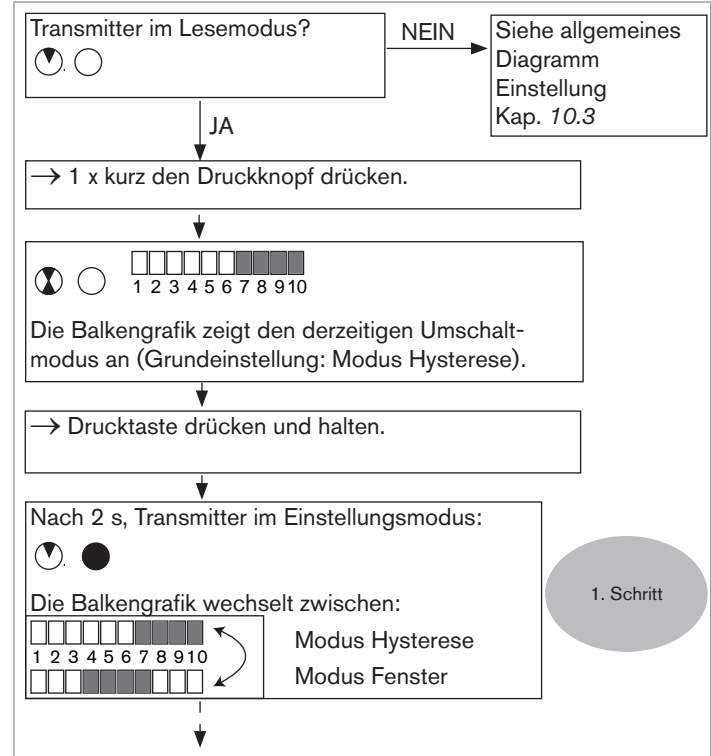 Transmitter im Lesemodus?
NEIN
Siehe allgemeines
Diagramm
Einstellung
Kap. 10.3
JA
→ 1 x kurz den Druckknopf drücken.
1 2 3 4 5 6 7 8 9 10
Die Balkengrafik zeigt den derzeitigen Umschalt-
modus an (Grundeinstellung: Modus Hysterese).
→ Drucktaste drücken und halten.
Nach 2 s, Transmitter im Einstellungsmodus:
1. Schritt
Die Balkengrafik wechselt zwischen:
Modus Hysterese
1 2 3 4 5 6 7 8 9 10
Modus Fenster